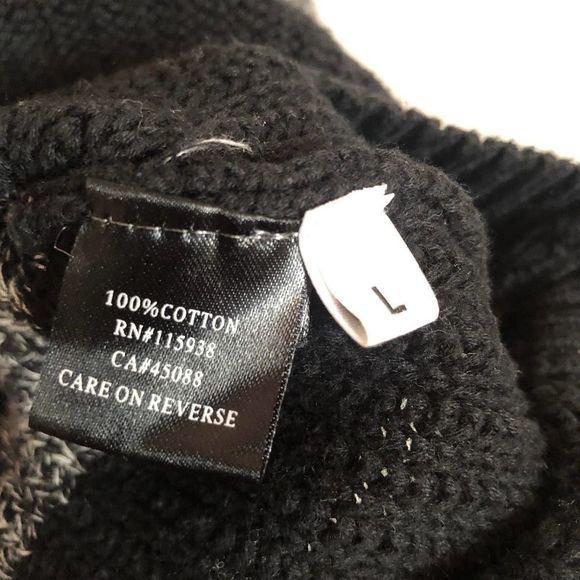 100%COTTON
RN#115938
CA#45088
CARE ON REVERSE
L